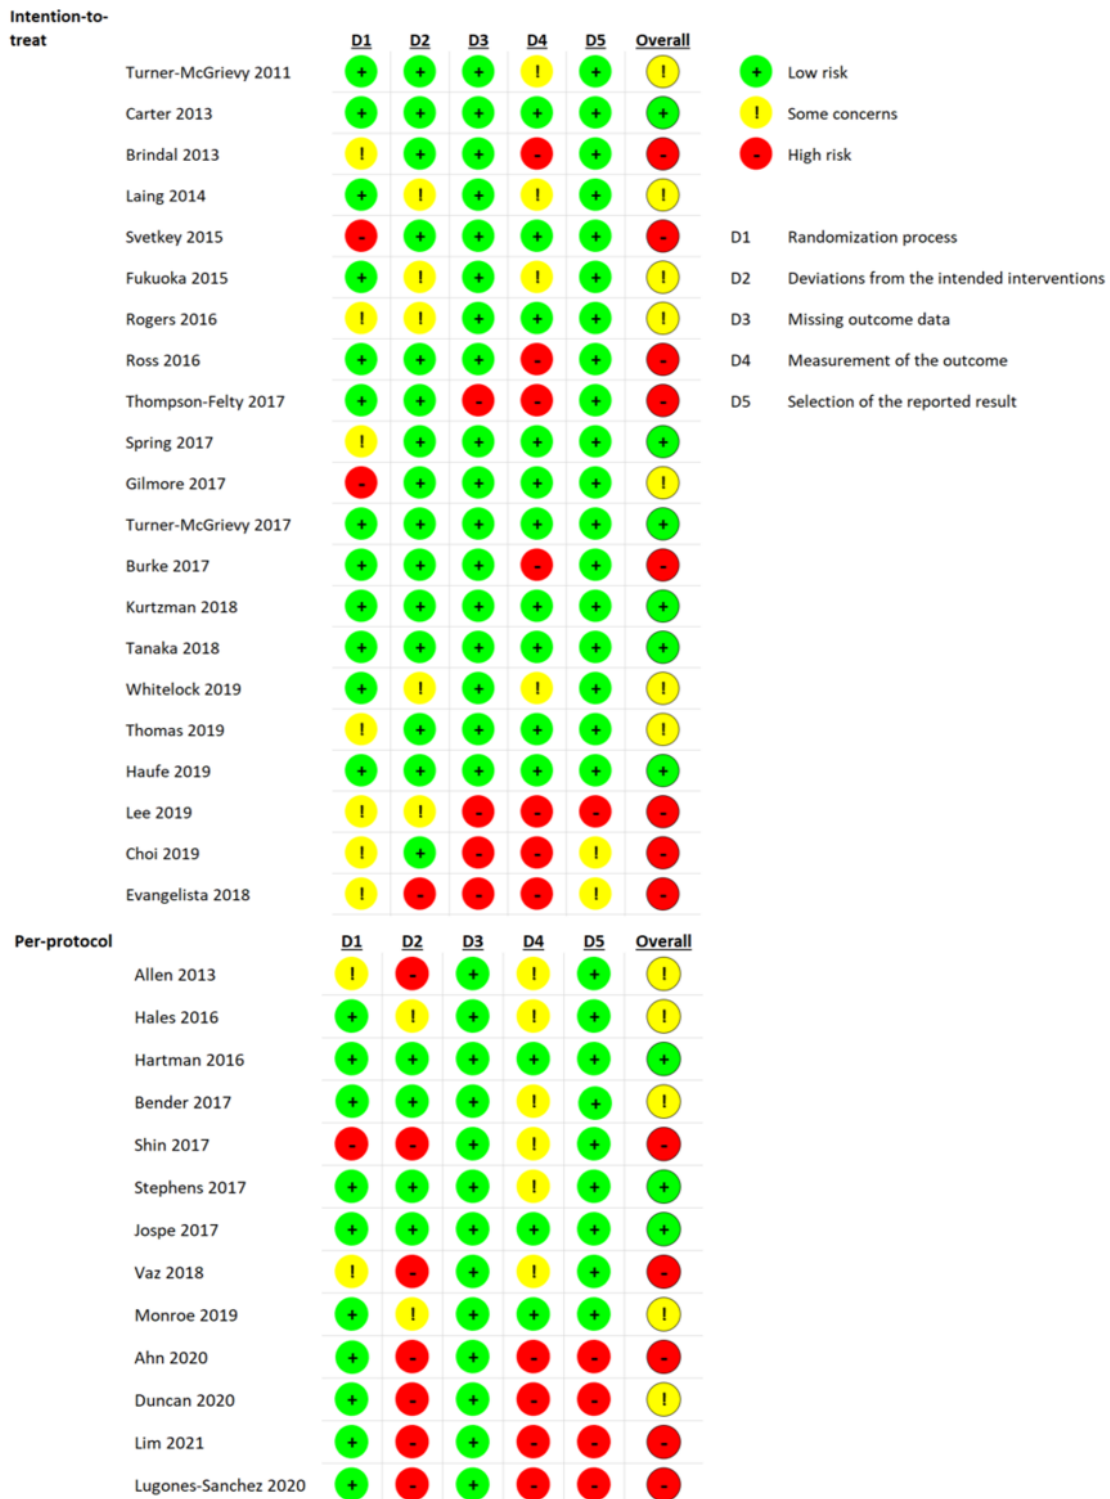 Intention-to-
treat D1 D2 D3 D4 D5 Overall
Turner-McGrievy 2011 + + + ! + !
Carter 2013 + + + + + +
Brindal 2013 ! + + - + -
Laing 2014 + ! + ! + !
Svetkey 2015 - + + + + -
Fukuoka 2015 + ! + ! + !
Rogers 2016 ! ! + + + !
Ross 2016 + + + - + -
Thompson-Felty 2017 + + - - + -
Spring 2017 ! + + + + +
Gilmore 2017 - + + + + !
Turner-McGrievy 2017 + + + + + +
Burke 2017 + + + - + -
Kurtzman 2018 + + + + + +
Tanaka 2018 + + + + + +
Whitelock 2019 + ! + ! + !
Thomas 2019 ! + + + + !
Haufe 2019 + + + + + +
Lee 2019 ! ! - - - -
Choi 2019 ! + - - ! -
Evangelista 2018 ! - - - ! -
+ Low risk
! Some concerns
- High risk
D1 Randomization process
D2 Deviations from the intended interventions
D3 Missing outcome data
D4 Measurement of the outcome
D5 Selection of the reported result
Per-protocol D1 D2 D3 D4 D5 Overall
Allen 2013 ! - + ! + !
Hales 2016 + ! + ! + !
Hartman 2016 + + + + + +
Bender 2017 + + + ! + !
Shin 2017 - - + ! + -
Stephens 2017 + + + ! + +
Jospe 2017 + + + + + +
Vaz 2018 ! - + ! + -
Monroe 2019 + ! + + + !
Ahn 2020 + - + - - -
Duncan 2020 + - + - - !
Lim 2021 + - + - - -
Lugones-Sanchez 2020 + - + - - -